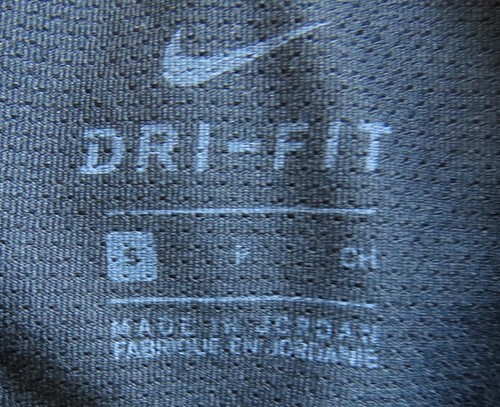 DRI-FIT
S P CH
MADE IN JORDAN
FABRIQUE EN JORDANIE